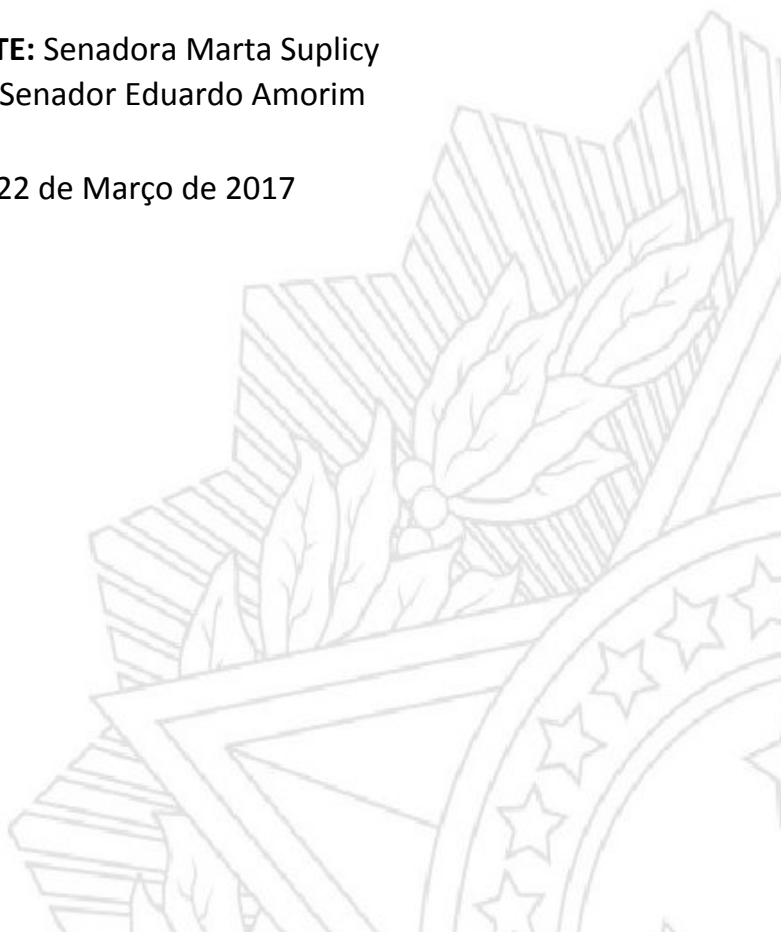 TE: Senadora Marta Suplicy
Senador Eduardo Amorim
22 de Março de 2017